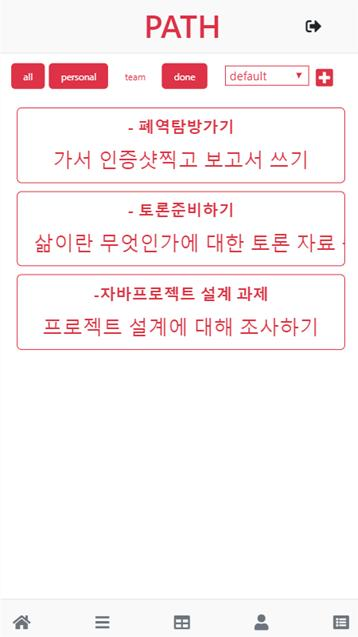 PATH
all personal team done default
- 폐역탐방가기
가서 인증샷찍고 보고서 쓰기
- 토론준비하기
삶이란 무엇인가에 대한 토론 자료
-자바프로젝트 설계 과제
프로젝트 설계에 대해 조사하기